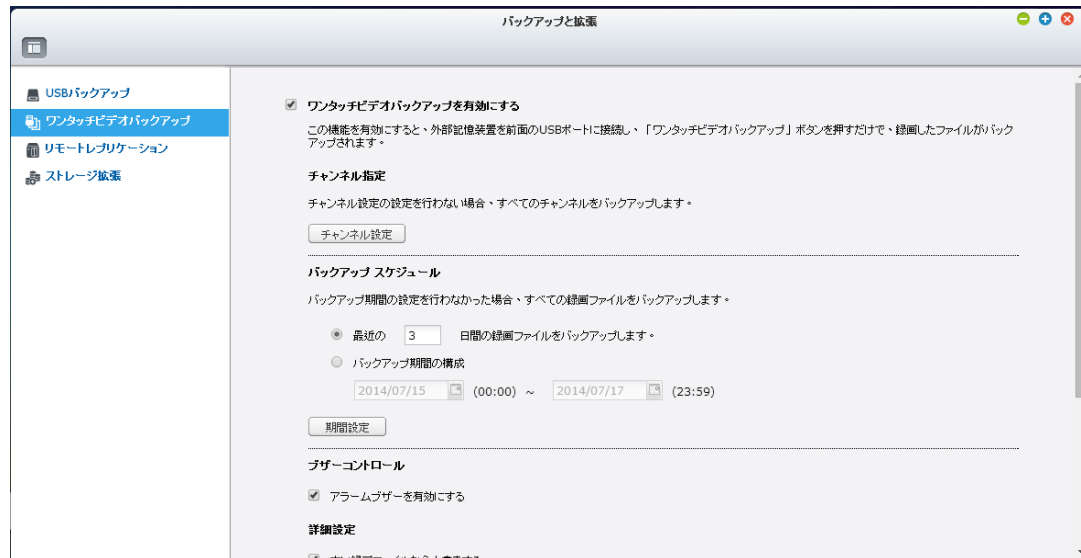 バックアップと拡張
USBバックアップ
ワンタッチビデオバックアップ
リモートレプリケーション
ストレージ拡張
ワンタッチビデオバックアップを有効にする
この機能を有効にすると、外部記憶装置を前面のUSBポートに接続し、「ワンタッチビデオバックアップ」ボタンを押すだけで、録画したファイルがバック
アップされます。
チャンネル指定
チャンネル設定の設定を行わない場合、すべてのチャンネルをバックアップします。
チャンネル設定
バックアップ スケジュール
バックアップ期間の設定を行わなかった場合、すべての録画ファイルをバックアップします。
最近の 3 日間の録画ファイルをバックアップします。
バックアップ期間の構成
2014/07/15 (00:00) ~ 2014/07/17 (23:59)
期間設定
ブザーコントロール
アラームブザーを有効にする
詳細設定